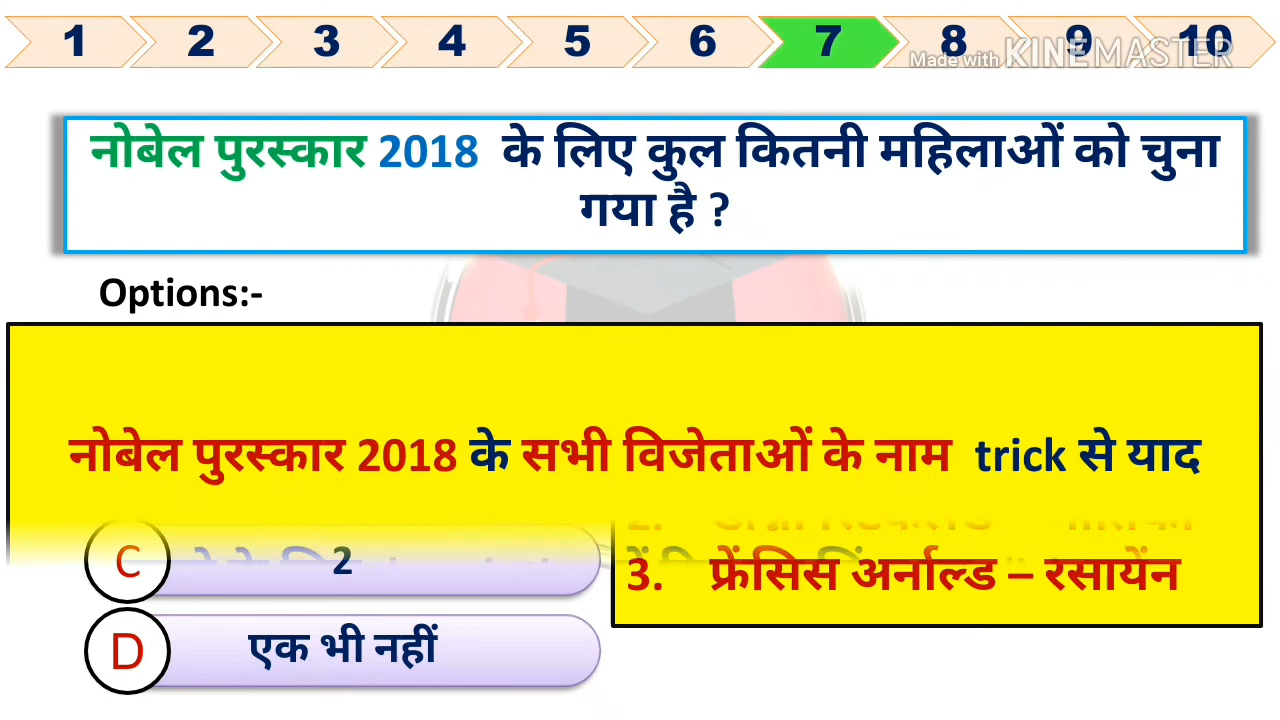 1 2 3 4 5 6 7 8 9 10
Made with KINEMASTER
नोबेल पुरस्कार 2018 के लिए कुल कितनी महिलाओं को चुना
गया है ?
Options:-
नोबेल पुरस्कार 2018 के सभी विजेताओं के नाम trick से याद
C 2
3. फ्रेंसिस अर्नाल्ड – रसायेंन
D एक भी नहीं